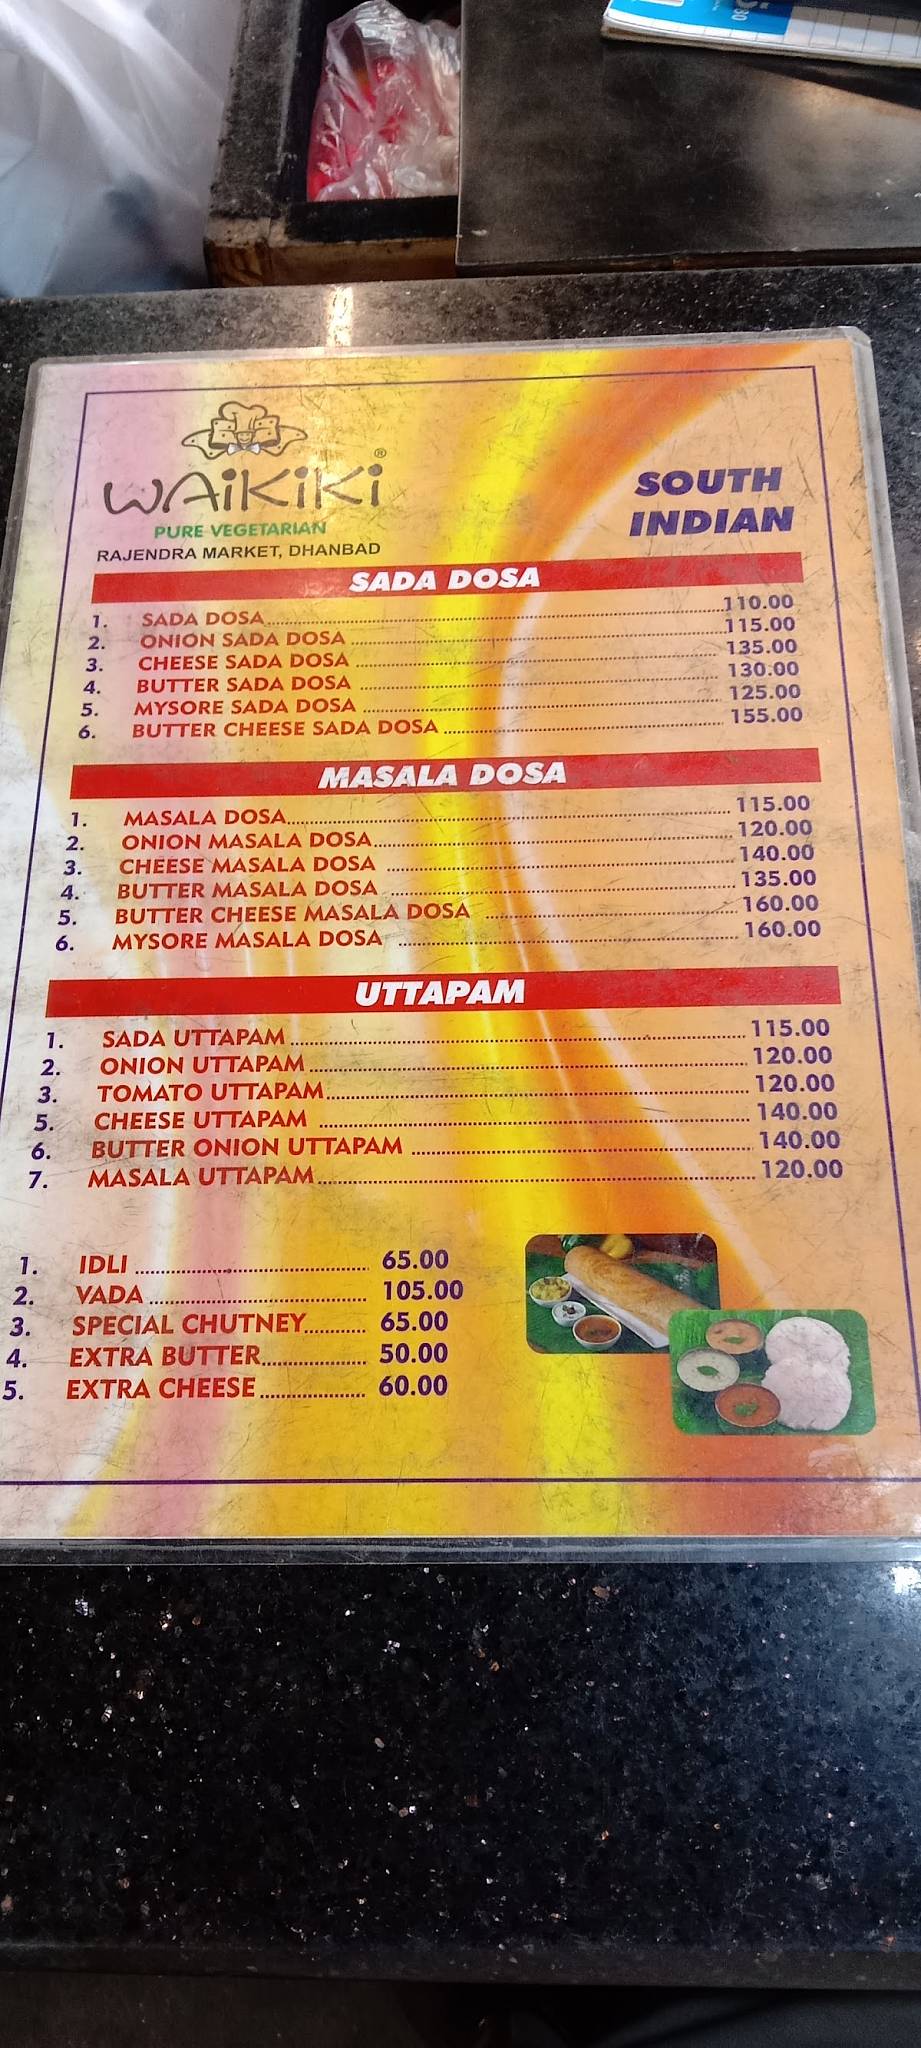 WAiKiKi ®
PURE VEGETARIAN
RAJENDRA MARKET, DHANBAD
SOUTH
INDIAN
SADA DOSA
1. SADA DOSA 110.00
2. ONION SADA DOSA 115.00
3. CHEESE SADA DOSA 135.00
4. BUTTER SADA DOSA 130.00
5. MYSORE SADA DOSA 125.00
6. BUTTER CHEESE SADA DOSA 155.00
MASALA DOSA
1. MASALA DOSA 115.00
2. ONION MASALA DOSA 120.00
3. CHEESE MASALA DOSA 140.00
4. BUTTER MASALA DOSA 135.00
5. BUTTER CHEESE MASALA DOSA 160.00
6. MYSORE MASALA DOSA 160.00
UTTAPAM
1. SADA UTTAPAM 115.00
2. ONION UTTAPAM 120.00
3. TOMATO UTTAPAM 120.00
5. CHEESE UTTAPAM 140.00
6. BUTTER ONION UTTAPAM 140.00
7. MASALA UTTAPAM 120.00
1. IDLI 65.00
2. VADA 105.00
3. SPECIAL CHUTNEY 65.00
4. EXTRA BUTTER 50.00
5. EXTRA CHEESE 60.00